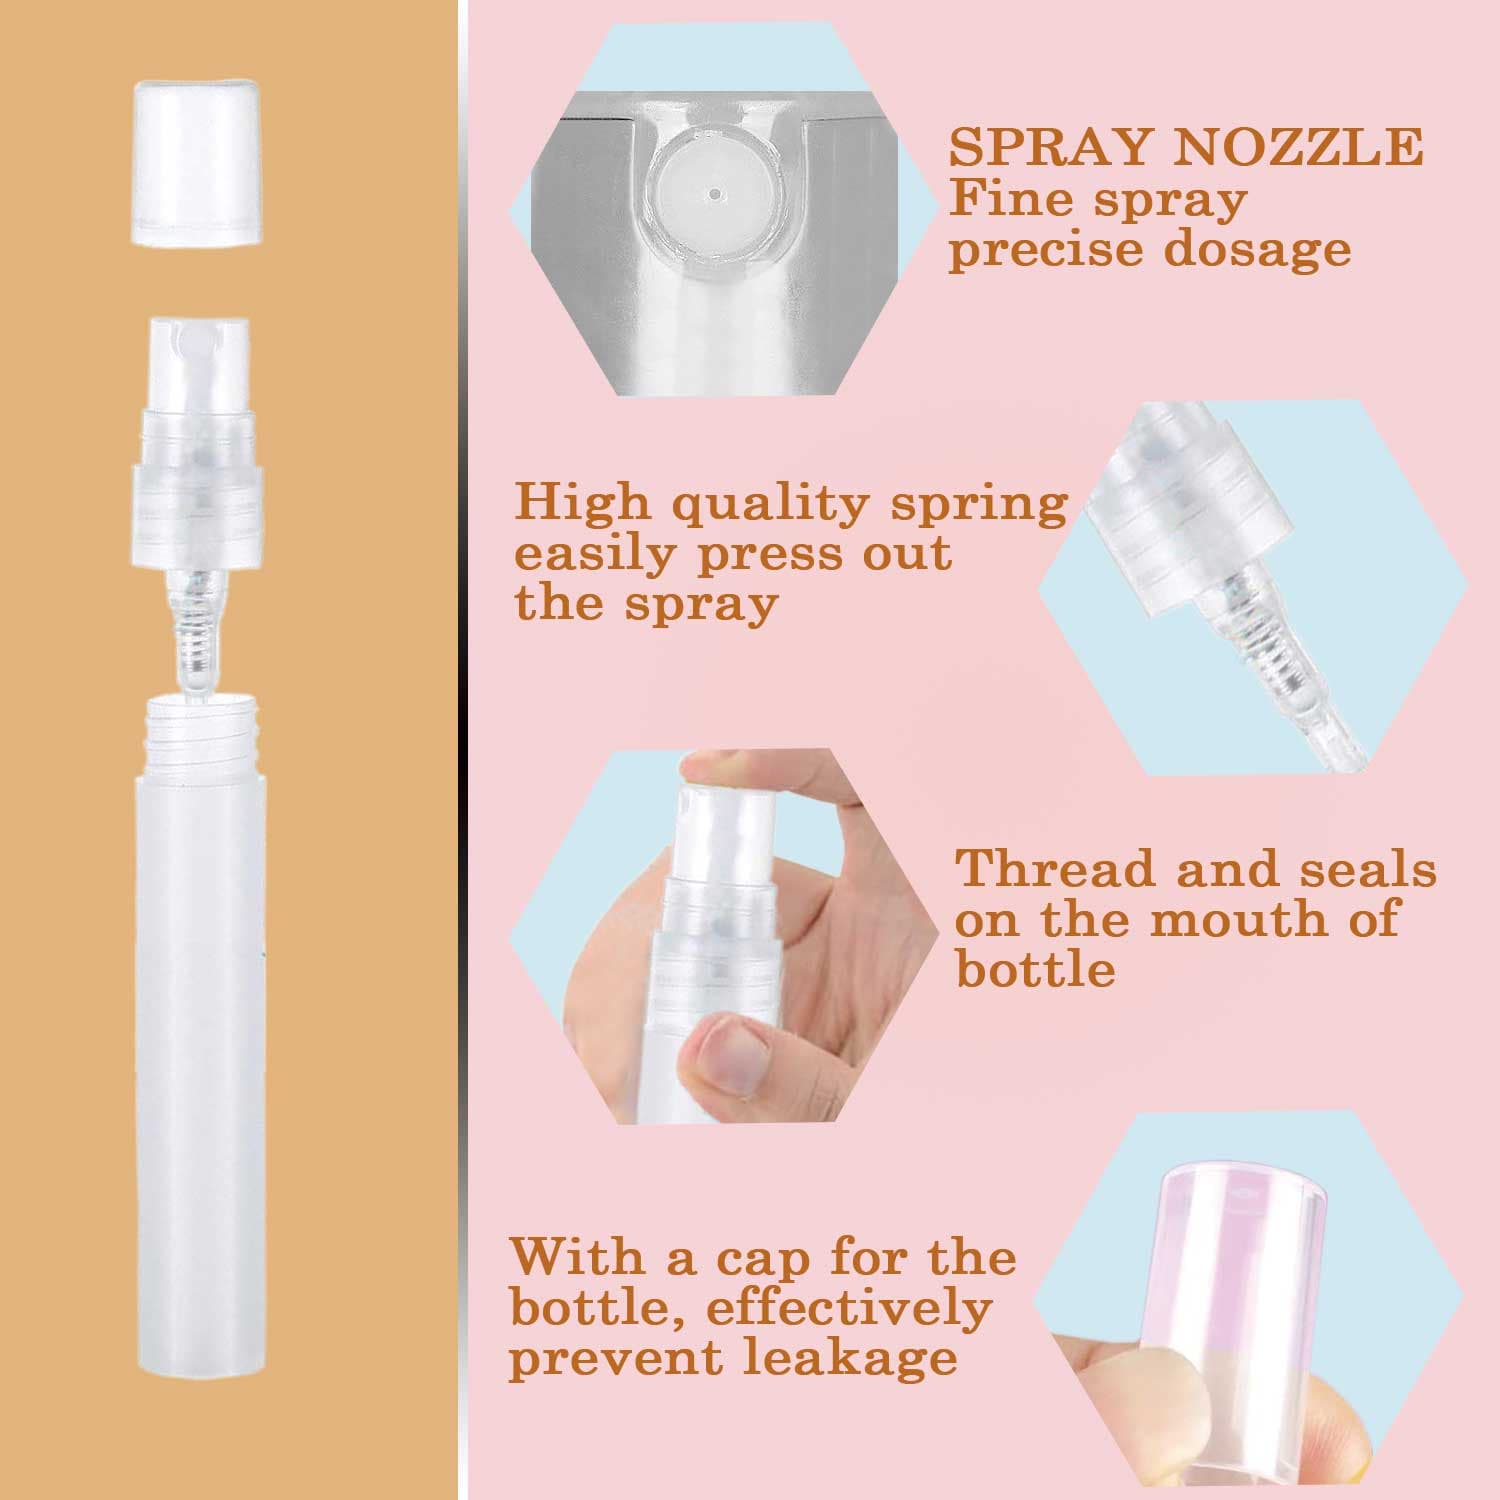 SPRAY NOZZLE
Fine spray
precise dosage
High quality spring
easily press out
the spray
Thread and seals
on the mouth of
bottle
With a cap for the
bottle, effectively
prevent leakage